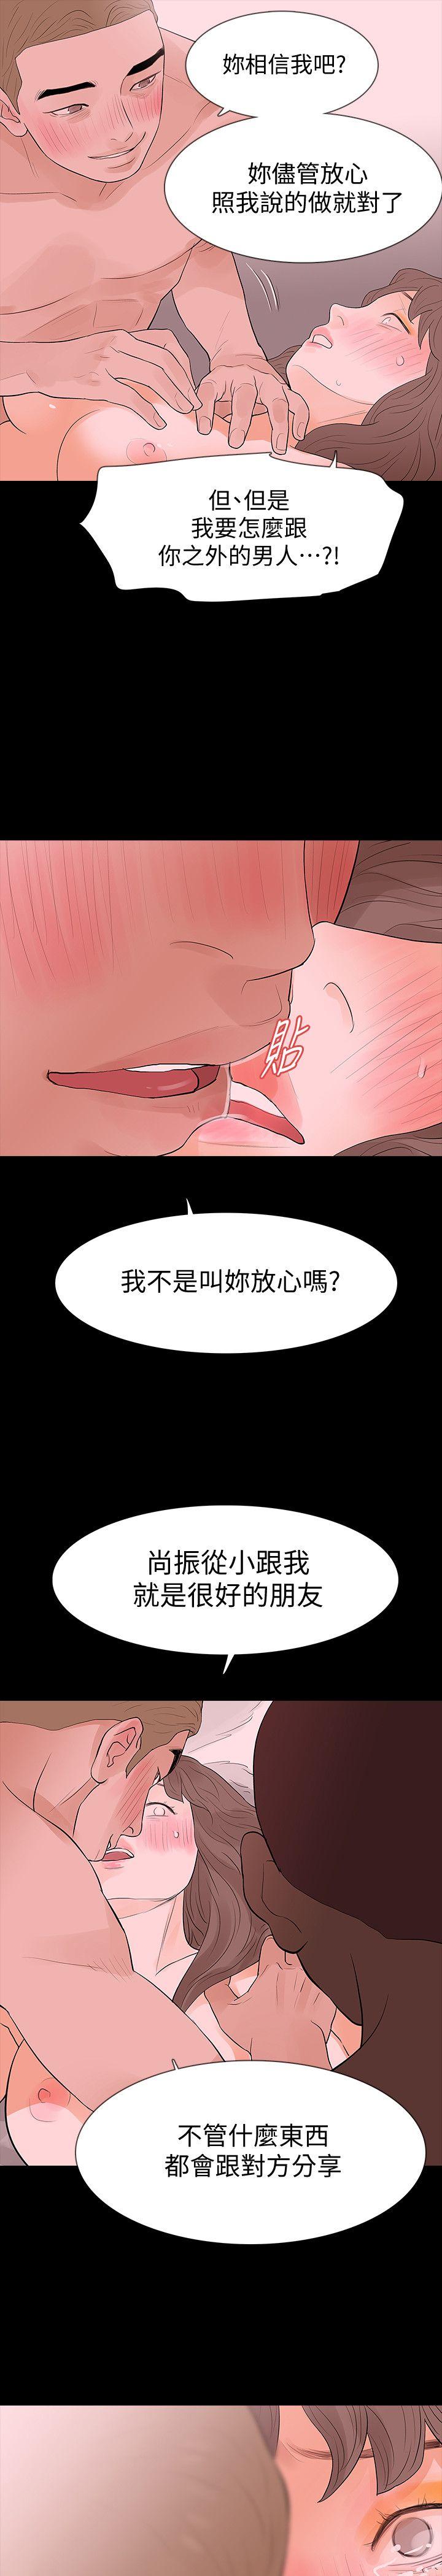 妳相信我吧?
妳儘管放心
照我說的做就對了
但、但是
我要怎麼跟
你之外的男人…?!
貼
我不是叫妳放心嗎?
尚振從小跟我
就是很好的朋友
不管什麼東西
都會跟對方分享